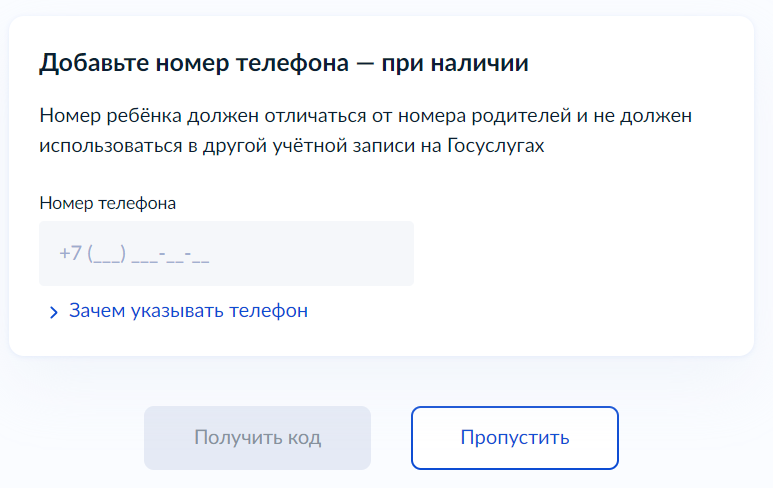 Добавьте номер телефона — при наличии
Номер ребёнка должен отличаться от номера родителей и не должен
использоваться в другой учётной записи на Госуслугах
Номер телефона
+7 (___) ___-__-__
Зачем указывать телефон
Получить код
Пропустить